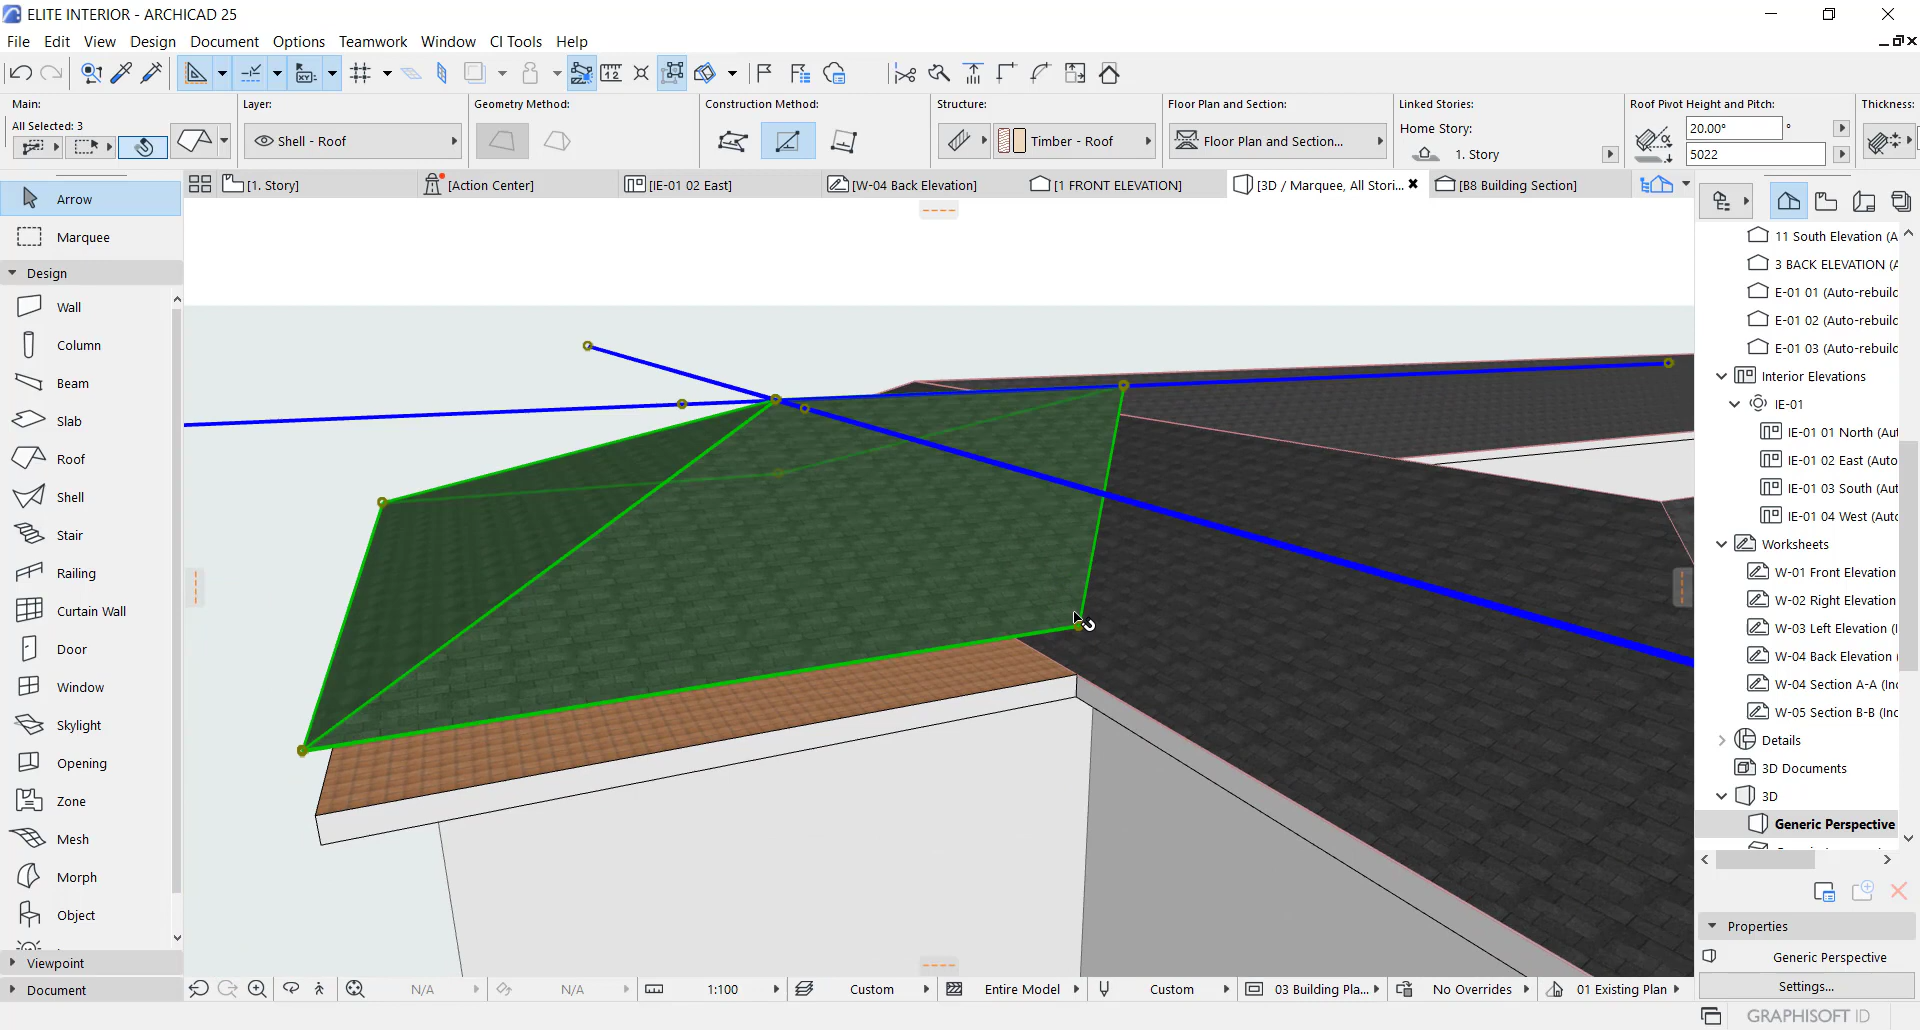 ELITE INTERIOR - ARCHICAD 25
File Edit View Design Document Options Teamwork Window CI Tools Help
Main: Layer: Geometry Method: Construction Method: Structure: Floor Plan and Section: Linked Stories: Roof Pivot Height and Pitch: Thickness:
All Selected: 3
Home Story:
20.00° °
Shell - Roof Timber - Roof Floor Plan and Section...
1. Story 5022
[1. Story] [Action Center] [IE-01 02 East] [W-04 Back Elevation] [1 FRONT ELEVATION] [3D / Marquee, All Stori... [B8 Building Section]
Arrow
Marquee
Design
Wall
Column
Beam
Slab
Roof
Shell
Stair
Railing
Curtain Wall
Door
Window
Skylight
Opening
Zone
Mesh
Morph
Object
Viewpoint
Document
11 South Elevation (A
3 BACK ELEVATION (A
E-01 01 (Auto-rebuild
E-01 02 (Auto-rebuild
E-01 03 (Auto-rebuild
Interior Elevations
IE-01
IE-01 01 North (Aut
IE-01 02 East (Auto
IE-01 03 South (Aut
IE-01 04 West (Auto
Worksheets
W-01 Front Elevation
W-02 Right Elevation
W-03 Left Elevation (I
W-04 Back Elevation
W-04 Section A-A (Inc
W-05 Section B-B (Inc
Details
3D Documents
3D
Generic Perspective
Properties
Generic Perspective
Settings...
N/A N/A 1:100 Custom Entire Model Custom 03 Building Pla... No Overrides 01 Existing Plan
GRAPHISOFT ID